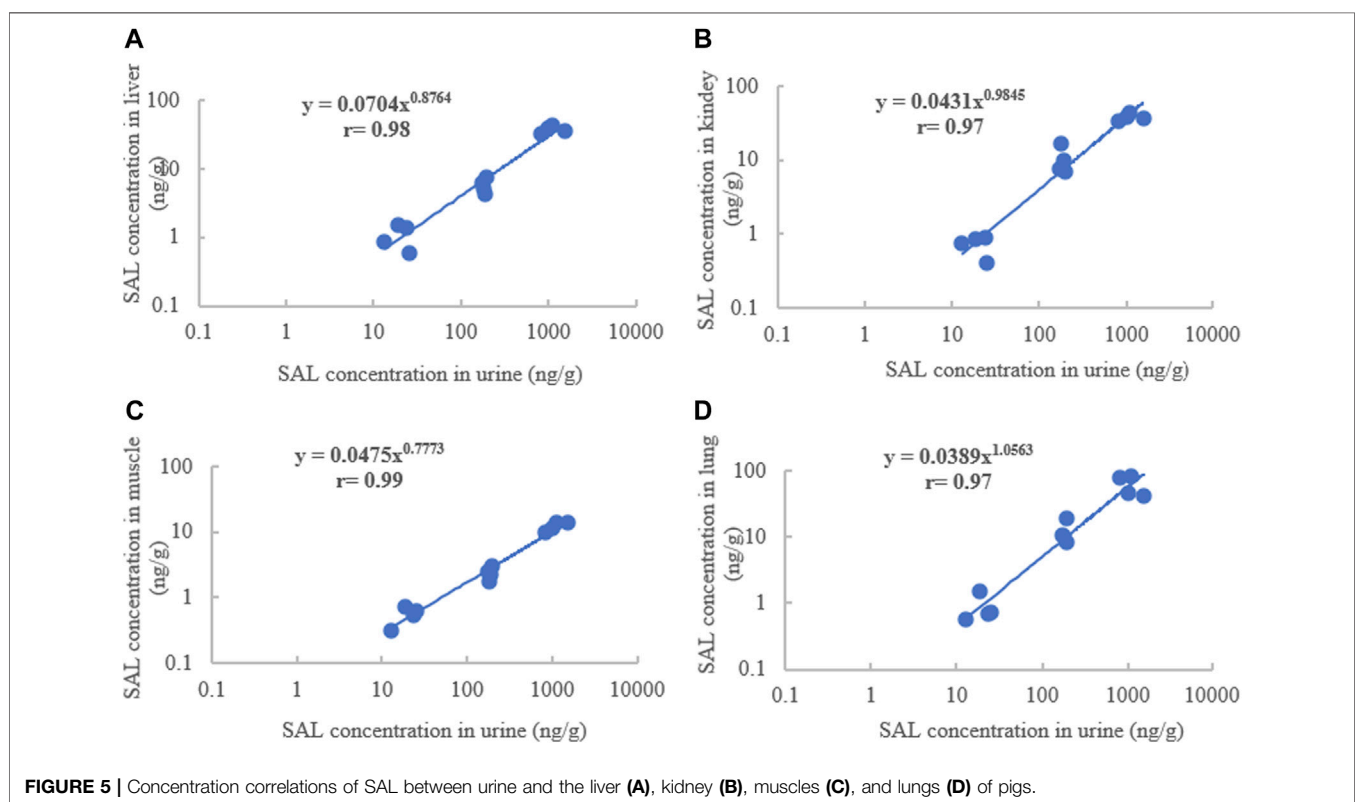 A
SAL concentration in liver
(ng/g)
y = 0.0704x^0.8764
r= 0.98
100
10
1
0.1
0.1 1 10 100 1000 10000
SAL concentration in urine (ng/g)
B
SAL concentration in kindey
(ng/g)
y = 0.0431x^0.9845
r= 0.97
100
10
1
0.1
0.1 1 10 100 1000 10000
SAL concentration in urine (ng/g)
C
SAL concentration in muscle
(ng/g)
y = 0.0475x^0.7773
r= 0.99
100
10
1
0.1
0.1 1 10 100 1000 10000
SAL concentration in urine (ng/g)
D
SAL concentration in lung
(ng/g)
y = 0.0389x^1.0563
r= 0.97
100
10
1
0.1
0.1 1 10 100 1000 10000
SAL concentration in urine (ng/g)
FIGURE 5 | Concentration correlations of SAL between urine and the liver (A), kidney (B), muscles (C), and lungs (D) of pigs.